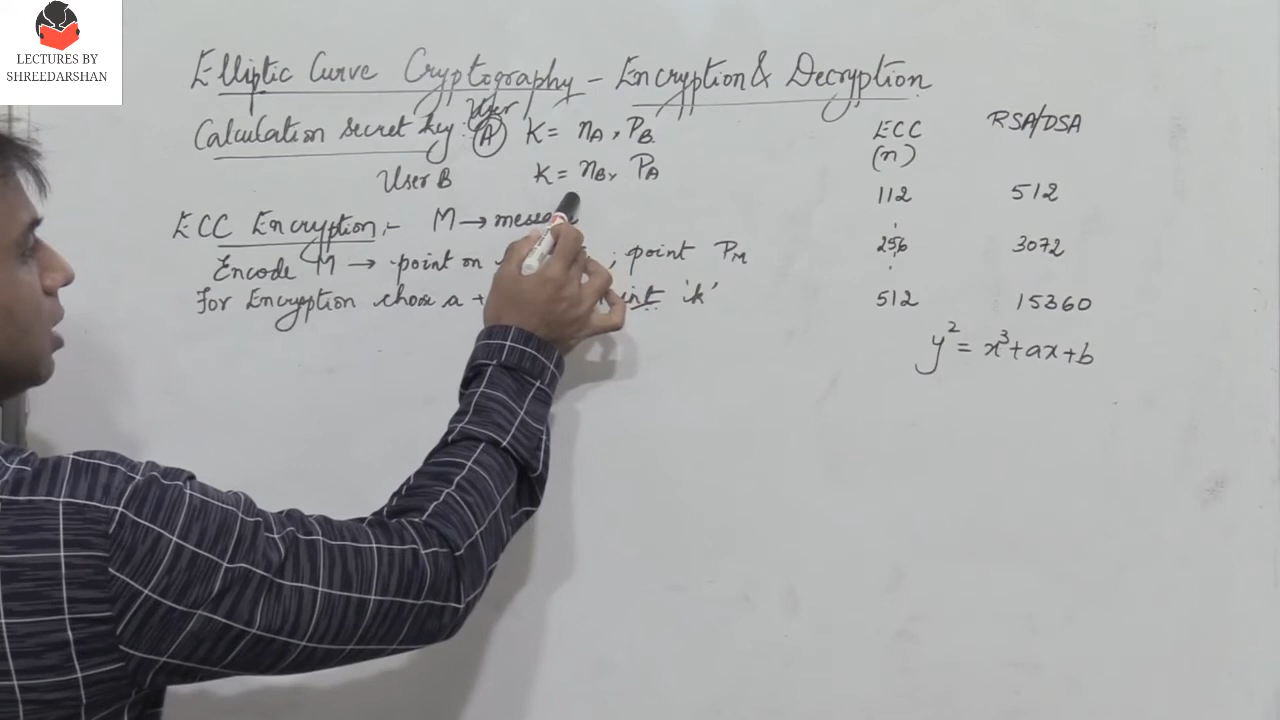 LECTURES BY
SHREEDARSHAN
Elliptic Curve Cryptography - Encryption & Decryption
User
Calculation secret key : A K = nA, PB
User B K = nB, PA
ECC Encryption :- M →
Encode M → point on ; point PM
For Encryption choose a 'k'
ECC RSA/DSA
(n)
112 512
256 3072
512 15360
y² = x³ + ax + b